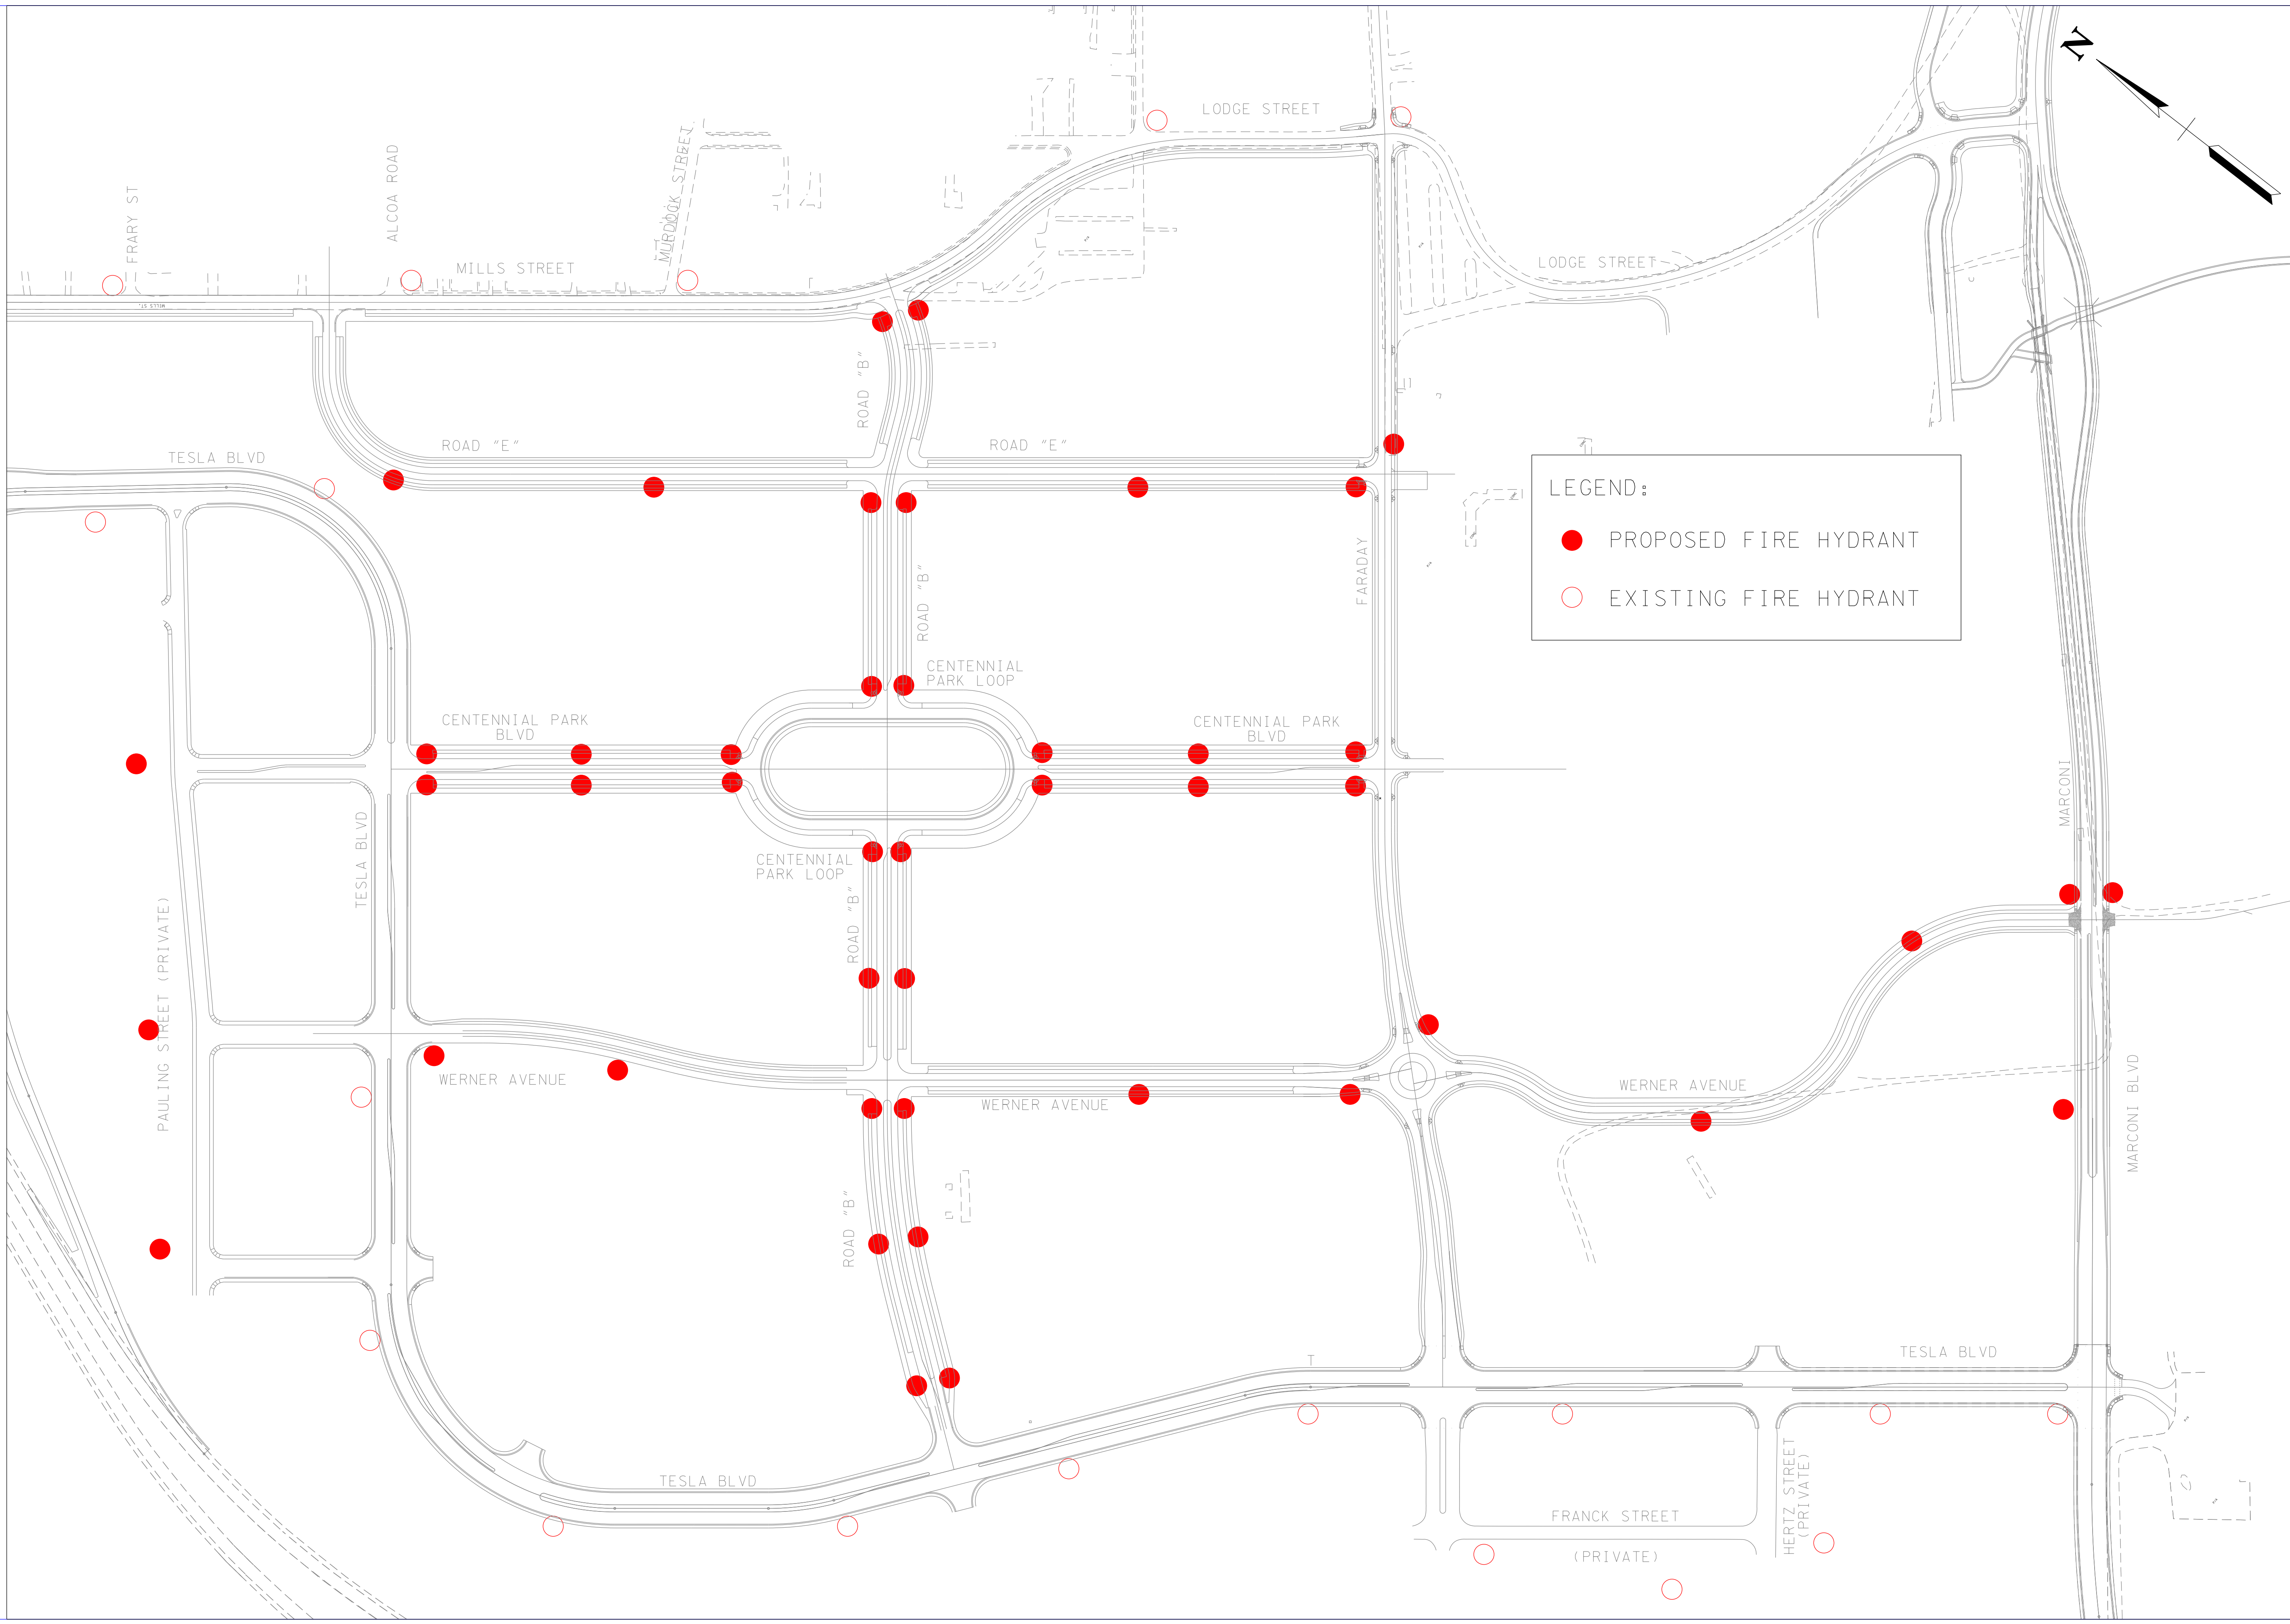 N
LODGE STREET
FRARY ST
ALCOA ROAD
MURDOCK STREET
MILLS STREET
LODGE STREET
MILLS ST.
ROAD "B"
ROAD "E"
ROAD "E"
TESLA BLVD
LEGEND:
PROPOSED FIRE HYDRANT
EXISTING FIRE HYDRANT
FARADAY
ROAD "B"
CENTENNIAL
PARK LOOP
CENTENNIAL PARK
BLVD
CENTENNIAL PARK
BLVD
MARCONI
TESLA BLVD
CENTENNIAL
PARK LOOP
ROAD "B"
PAULING STREET (PRIVATE)
WERNER AVENUE
WERNER AVENUE
WERNER AVENUE
MARCONI BLVD
ROAD "B"
T
TESLA BLVD
TESLA BLVD
FRANCK STREET
(PRIVATE)
HERTZ STREET
(PRIVATE)